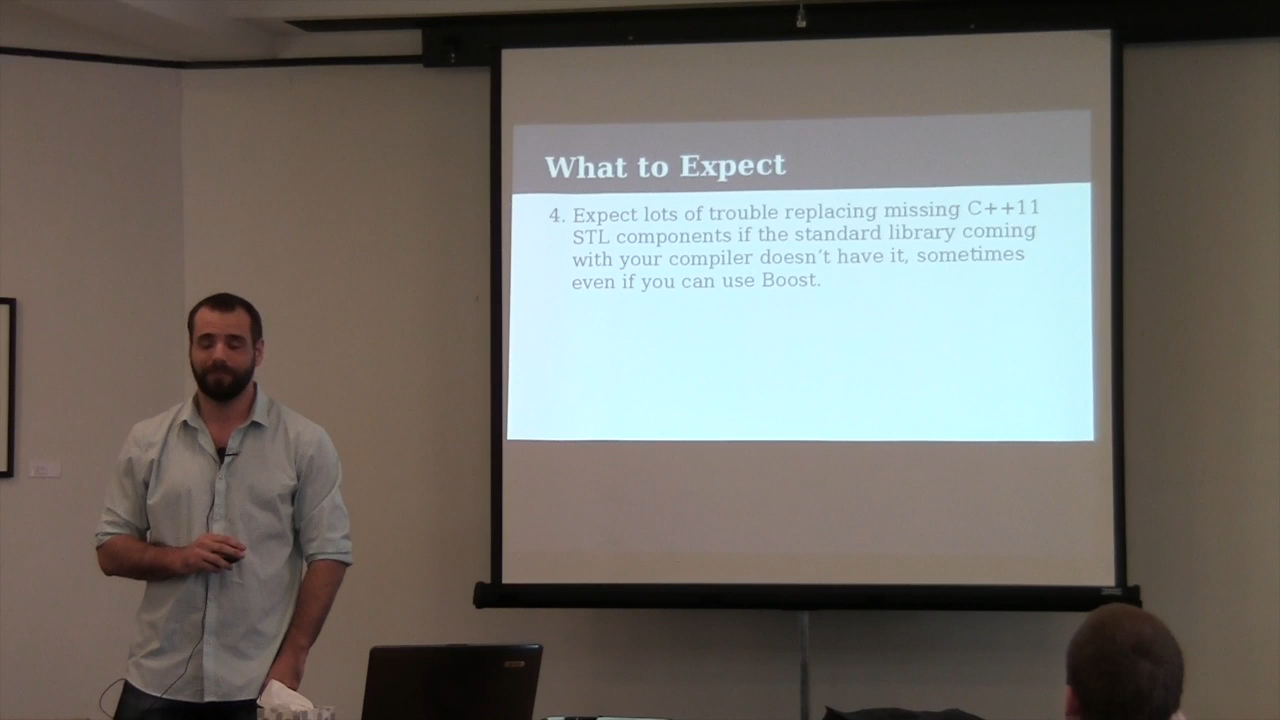 What to Expect
4. Expect lots of trouble replacing missing C++11
STL components if the standard library coming
with your compiler doesn't have it, sometimes
even if you can use Boost.